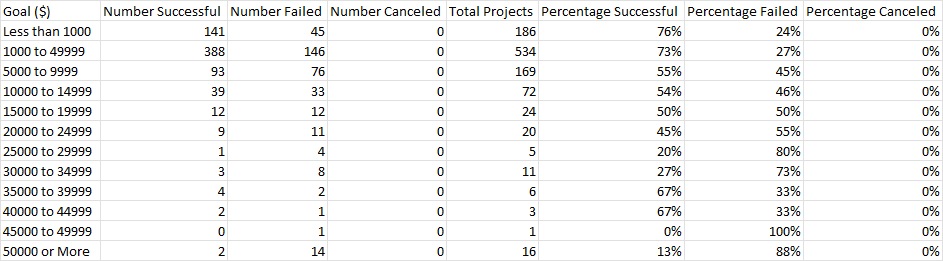 Goal ($) Number Successful Number Failed Number Canceled Total Projects Percentage Successful Percentage Failed Percentage Canceled
Less than 1000 141 45 0 186 76% 24% 0%
1000 to 49999 388 146 0 534 73% 27% 0%
5000 to 9999 93 76 0 169 55% 45% 0%
10000 to 14999 39 33 0 72 54% 46% 0%
15000 to 19999 12 12 0 24 50% 50% 0%
20000 to 24999 9 11 0 20 45% 55% 0%
25000 to 29999 1 4 0 5 20% 80% 0%
30000 to 34999 3 8 0 11 27% 73% 0%
35000 to 39999 4 2 0 6 67% 33% 0%
40000 to 44999 2 1 0 3 67% 33% 0%
45000 to 49999 0 1 0 1 0% 100% 0%
50000 or More 2 14 0 16 13% 88% 0%